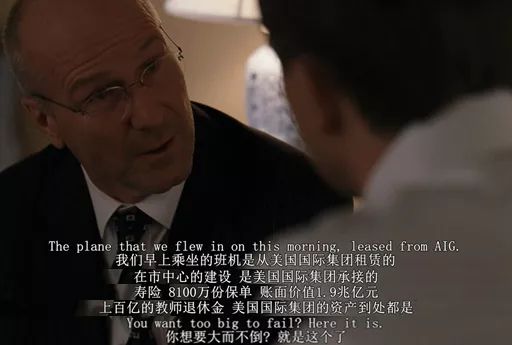 The plane that we flew in on this morning, leased from AIG.
我们早上乘坐的班机是从美国国际集团租赁的
在市中心的建设 是美国国际集团承接的
寿险 8100万份保单 账面价值1.9兆亿元
上百亿的教师退休金 美国国际集团的资产到处都是
You want too big to fail? Here it is.
你想要大而不倒? 就是这个了